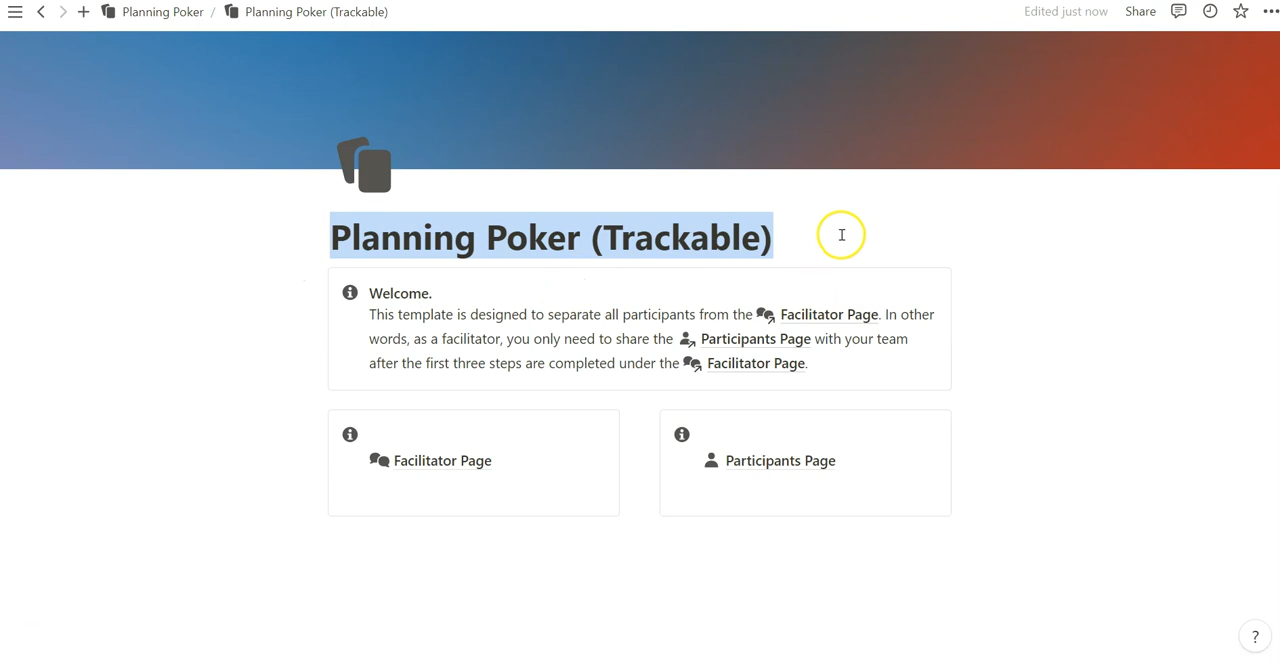 Planning Poker / Planning Poker (Trackable) Edited just now Share
Planning Poker (Trackable)
Welcome.
This template is designed to separate all participants from the Facilitator Page. In other
words, as a facilitator, you only need to share the Participants Page with your team
after the first three steps are completed under the Facilitator Page.
Facilitator Page Participants Page
?